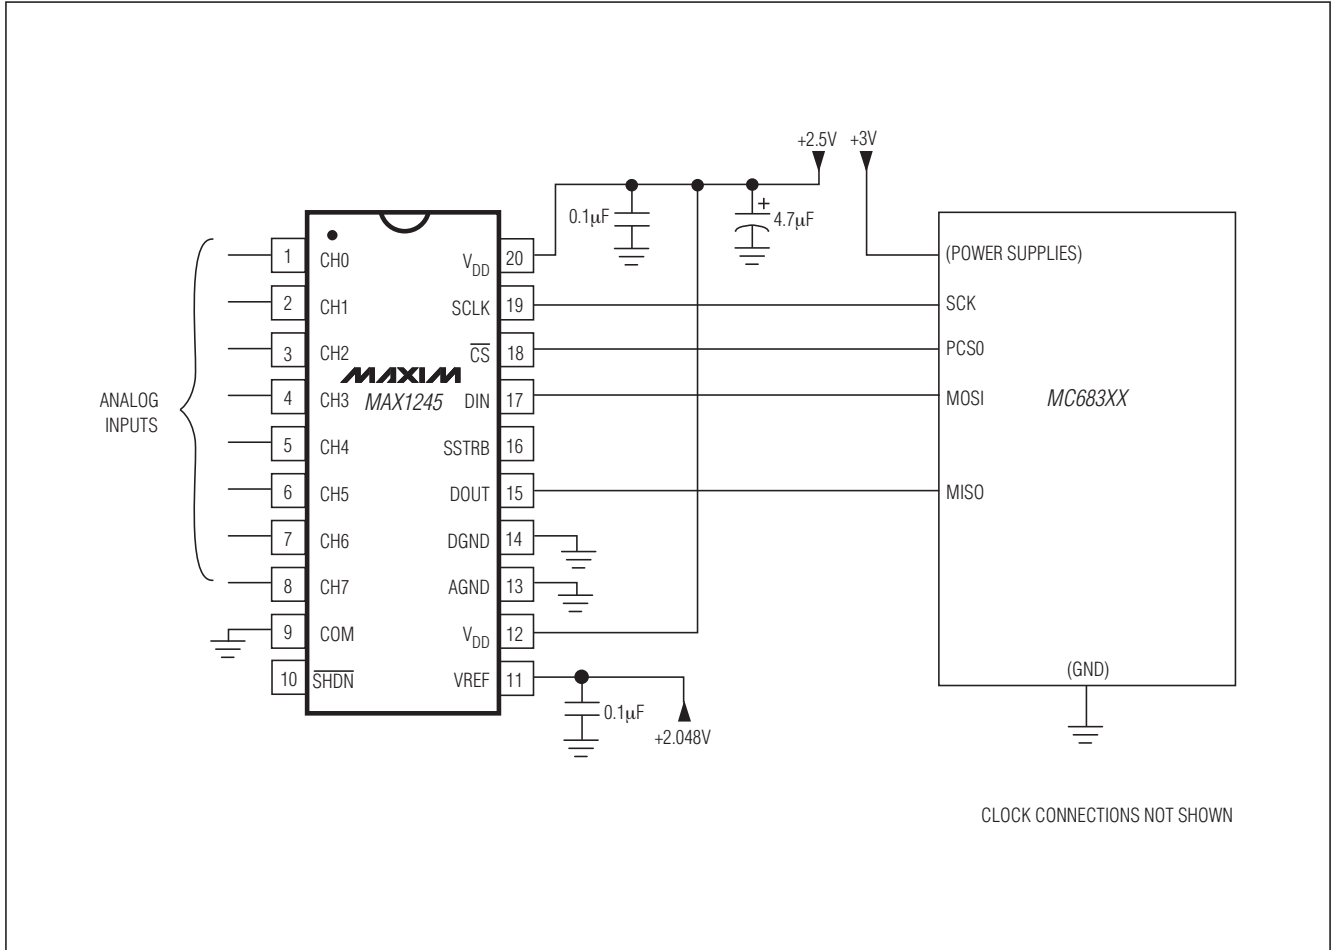 +2.5V +3V
0.1µF
+
4.7µF
1 CH0
2 CH1
3 CH2
4 CH3
5 CH4
6 CH5
7 CH6
8 CH7
9 COM
10 SHDN
ANALOG
INPUTS
MAXIM
MAX1245
VDD 20
SCLK 19
CS 18
DIN 17
SSTRB 16
DOUT 15
DGND 14
AGND 13
VDD 12
VREF 11
0.1µF
+2.048V
(POWER SUPPLIES)
SCK
PCS0
MOSI
MC683XX
MISO
(GND)
CLOCK CONNECTIONS NOT SHOWN